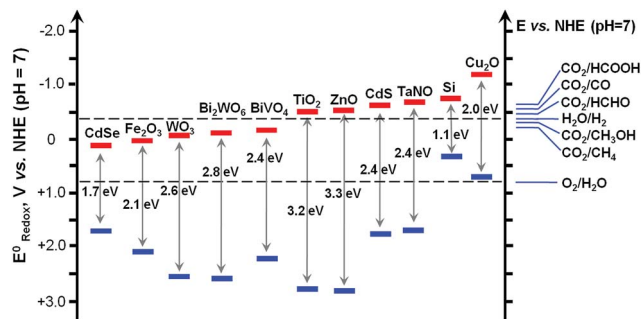 E vs. NHE (pH=7)
-2.0
-1.0
0
+1.0
+2.0
+3.0
E⁰Redox, V vs. NHE (pH = 7)
CdSe
Fe₂O₃
WO₃
Bi₂WO₆
BiVO₄
TiO₂
ZnO
CdS
TaNO
Si
Cu₂O
1.7 eV
2.1 eV
2.6 eV
2.8 eV
2.4 eV
3.2 eV
3.3 eV
2.4 eV
2.4 eV
1.1 eV
2.0 eV
CO₂/HCOOH
CO₂/CO
CO₂/HCHO
H₂O/H₂
CO₂/CH₃OH
CO₂/CH₄
O₂/H₂O